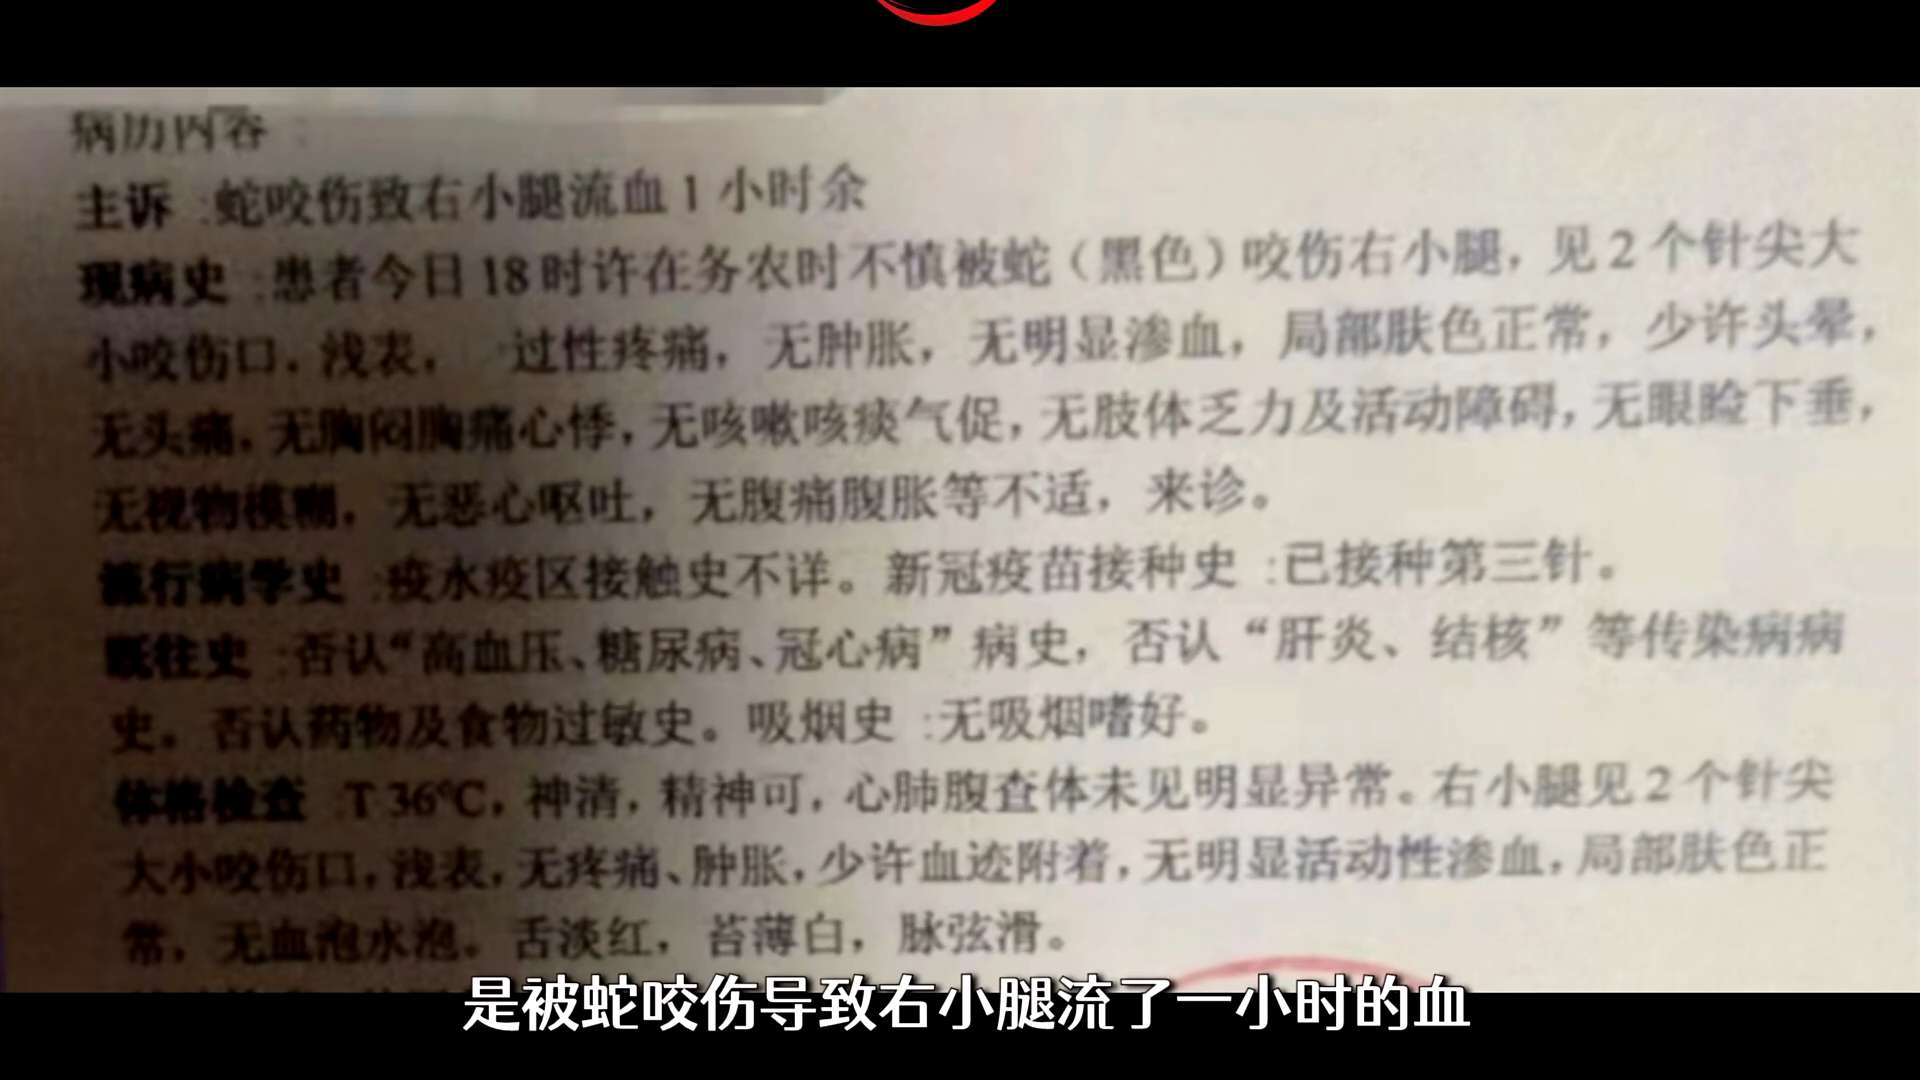 病历内容：
主诉：蛇咬伤致右小腿流血1小时余
现病史：患者今日18时许在务农时不慎被蛇（黑色）咬伤右小腿，见2个针尖大
小咬伤口，浅表， 过性疼痛，无肿胀，无明显渗血，局部肤色正常，少许头晕，
无头痛，无胸闷胸痛心悸，无咳嗽咳痰气促，无肢体乏力及活动障碍，无眼睑下垂，
无视物模糊，无恶心呕吐，无腹痛腹胀等不适，来诊。
流行病学史：疫水疫区接触史不详。新冠疫苗接种史：已接种第三针。
既往史：否认“高血压、糖尿病、冠心病”病史，否认“肝炎、结核”等传染病病
史。否认药物及食物过敏史。吸烟史：无吸烟嗜好。
体格检查：T 36℃，神清，精神可，心肺腹查体未见明显异常。右小腿见2个针尖
大小咬伤口，浅表，无疼痛、肿胀，少许血迹附着，无明显活动性渗血，局部肤色正
常，无血泡水泡。舌淡红，苔薄白，脉弦滑。
是被蛇咬伤导致右小腿流了一小时的血